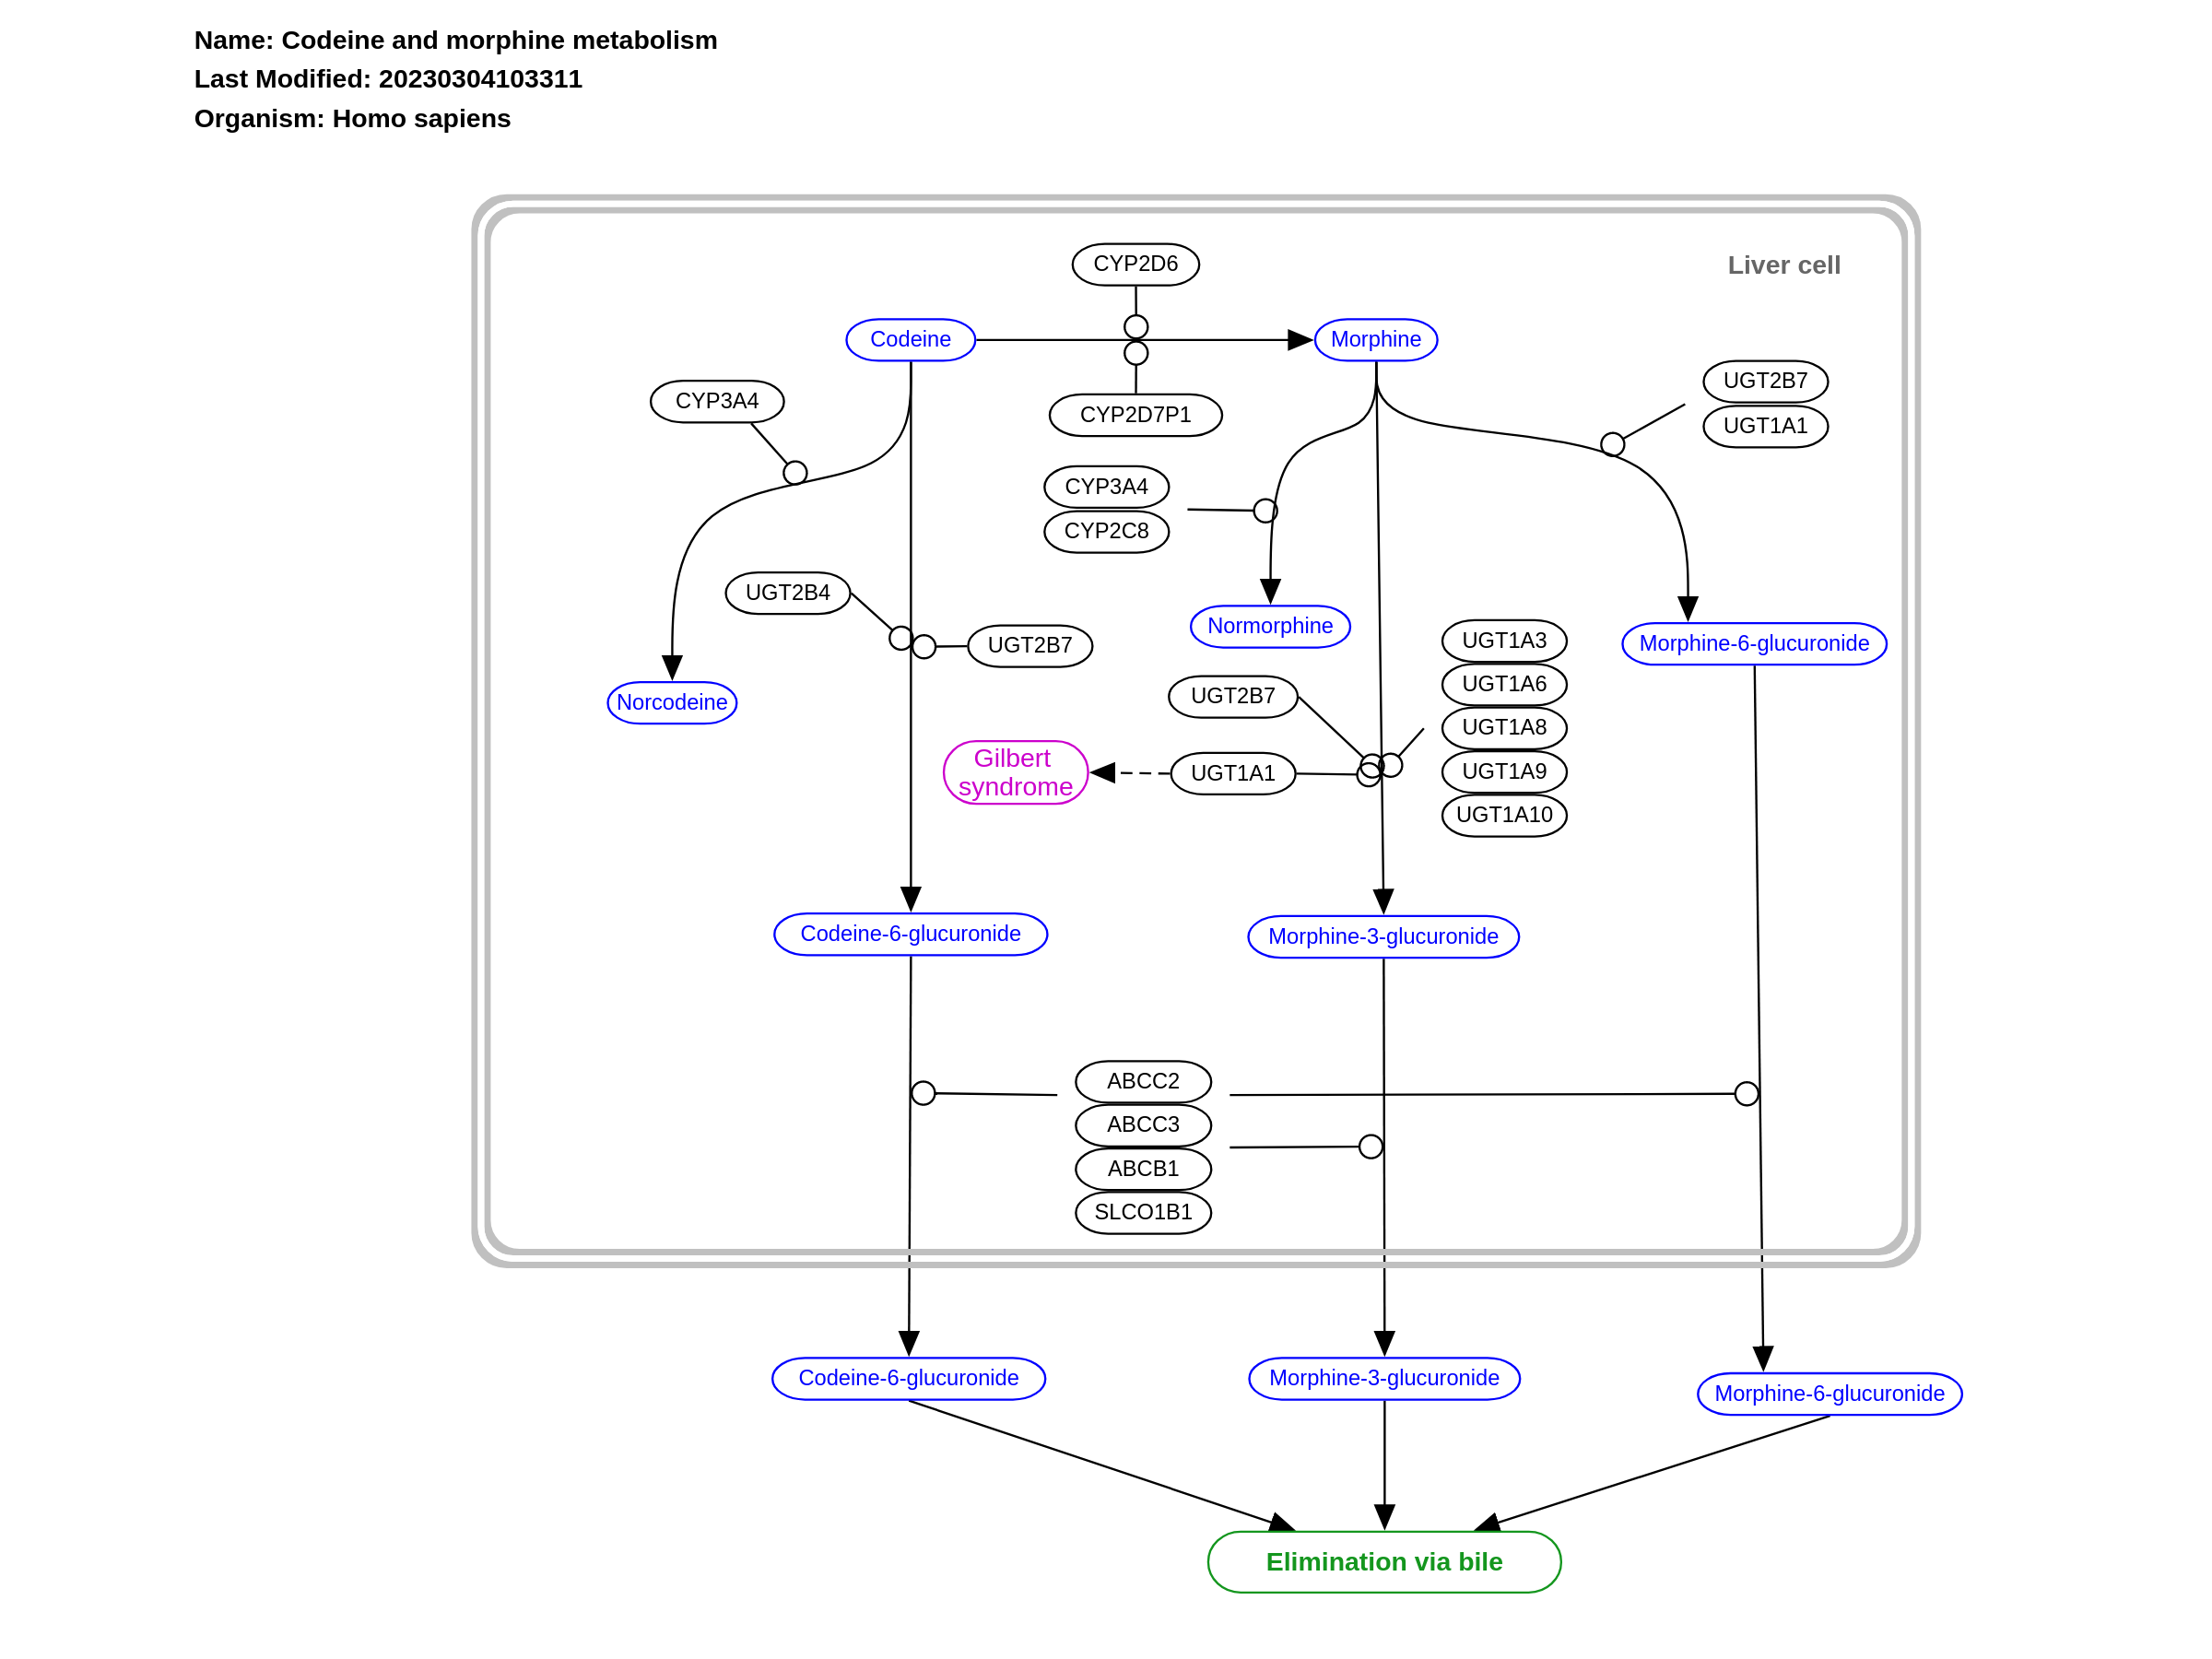 Name: Codeine and morphine metabolism
Last Modified: 20230304103311
Organism: Homo sapiens
CYP2D6
Liver cell
Codeine
Morphine
CYP3A4
CYP2D7P1
UGT2B7
UGT1A1
CYP3A4
CYP2C8
UGT2B4
UGT2B7
Normorphine
UGT1A3
UGT1A6
UGT1A8
UGT1A9
UGT1A10
Morphine-6-glucuronide
Norcodeine
UGT2B7
Gilbert
syndrome
UGT1A1
Codeine-6-glucuronide
Morphine-3-glucuronide
ABCC2
ABCC3
ABCB1
SLCO1B1
Codeine-6-glucuronide
Morphine-3-glucuronide
Morphine-6-glucuronide
Elimination via bile